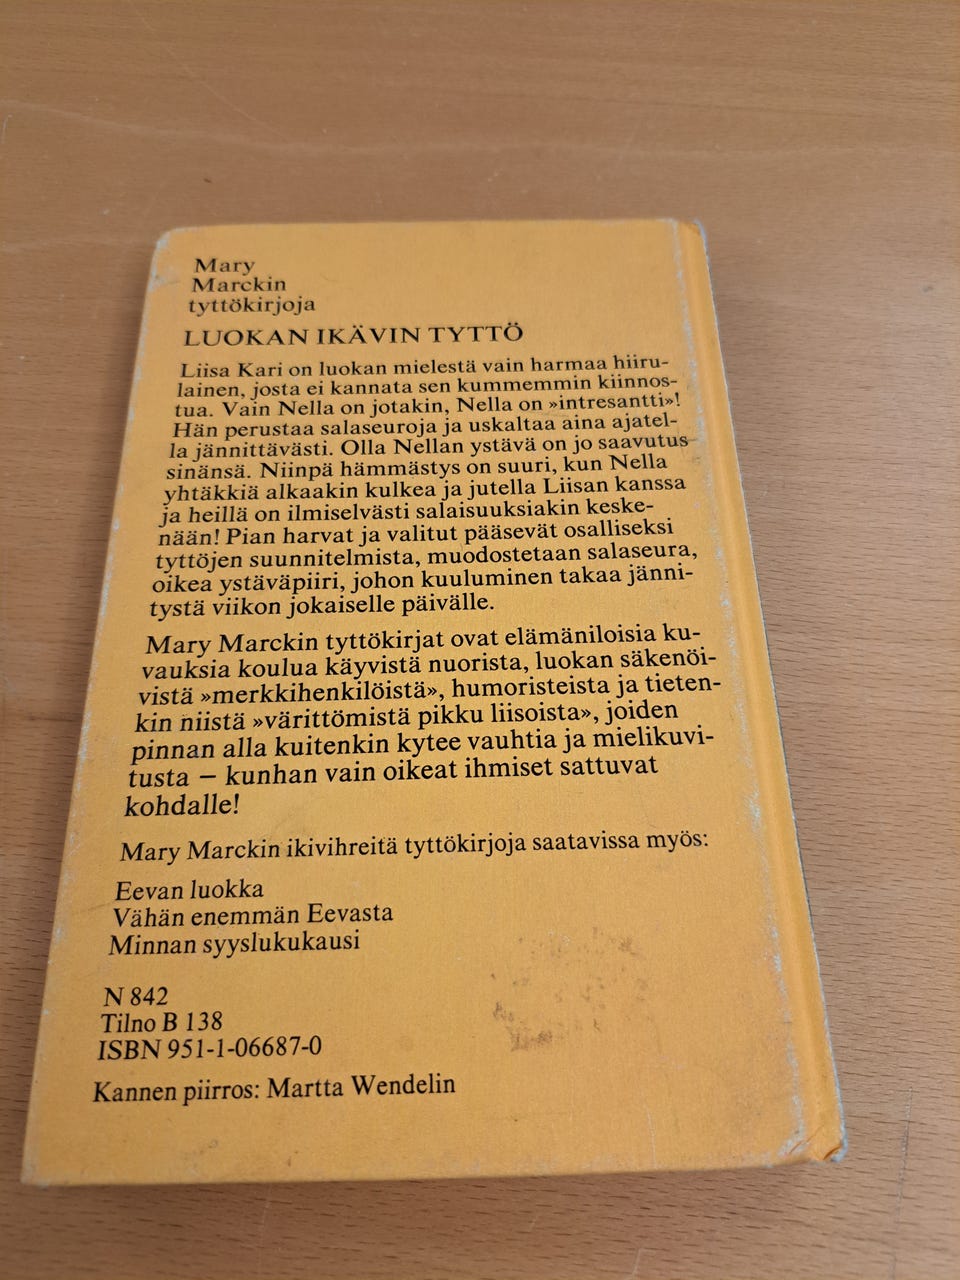 Mary
Marckin
tyttökirjoja
LUOKAN IKÄVIN TYTTÖ
Liisa Kari on luokan mielestä vain harmaa hiiru-
lainen, josta ei kannata sen kummemmin kiinnos-
tua. Vain Nella on jotakin, Nella on »intresantti»!
Hän perustaa salaseuroja ja uskaltaa aina ajatel-
la jännittävästi. Olla Nellan ystävä on jo saavutus
sinänsä. Niinpä hämmästys on suuri, kun Nella
yhtäkkiä alkaakin kulkea ja jutella Liisan kanssa
ja heillä on ilmiselvästi salaisuuksiakin keske-
nään! Pian harvat ja valitut pääsevät osalliseksi
tyttöjen suunnitelmista, muodostetaan salaseura,
oikea ystäväpiiri, johon kuuluminen takaa jänni-
tystä viikon jokaiselle päivälle.
Mary Marckin tyttökirjat ovat elämäniloisia ku-
vauksia koulua käyvistä nuorista, luokan säkenöi-
vistä »merkkihenkilöistä», humoristeista ja tieten-
kin niistä »värittömistä pikku liisoista», joiden
pinnan alla kuitenkin kytee vauhtia ja mielikuvi-
tusta – kunhan vain oikeat ihmiset sattuvat
kohdalle!
Mary Marckin ikivihreitä tyttökirjoja saatavissa myös:
Eevan luokka
Vähän enemmän Eevasta
Minnan syyslukukausi
N 842
Tilno B 138
ISBN 951-1-06687-0
Kannen piirros: Martta Wendelin